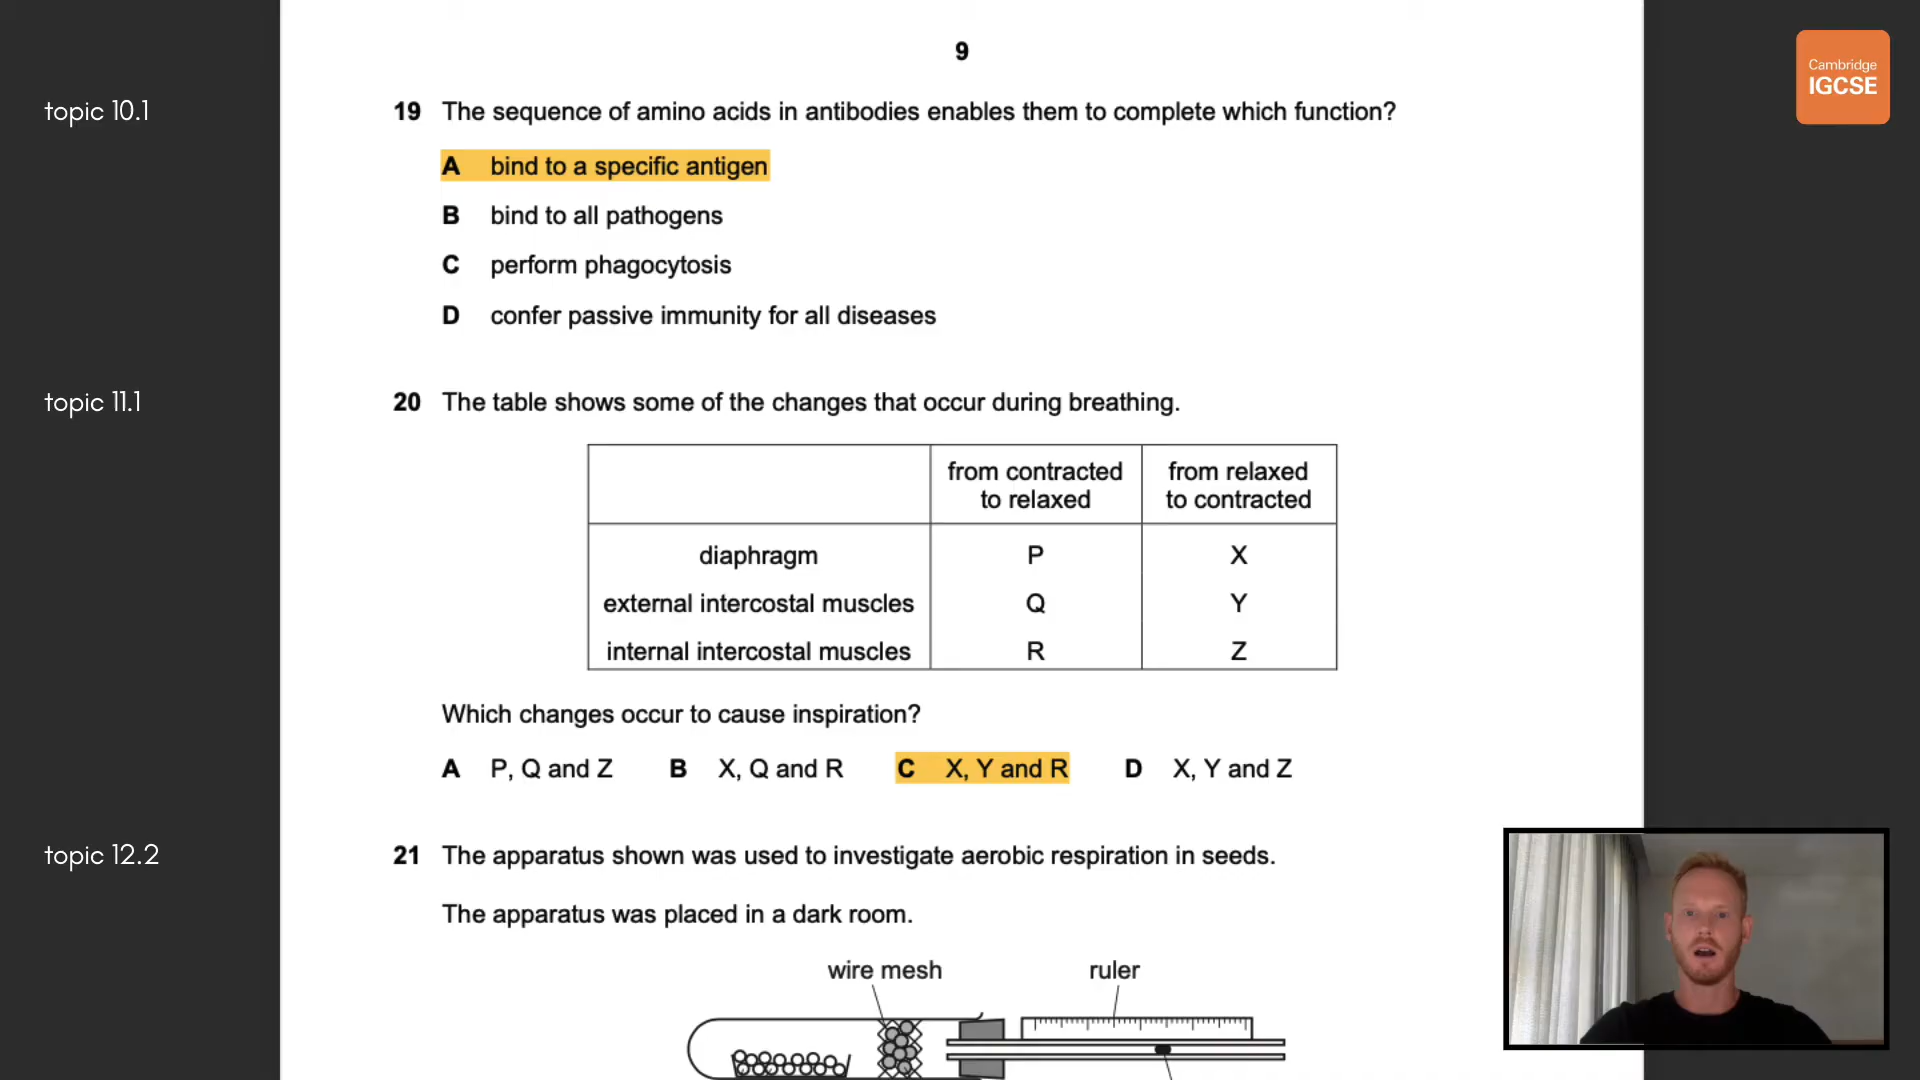 9
Cambridge
IGCSE
topic 10.1
19 The sequence of amino acids in antibodies enables them to complete which function?
A bind to a specific antigen
B bind to all pathogens
C perform phagocytosis
D confer passive immunity for all diseases
topic 11.1
20 The table shows some of the changes that occur during breathing.
from contracted to relaxed
from relaxed to contracted
diaphragm P X
external intercostal muscles Q Y
internal intercostal muscles R Z
Which changes occur to cause inspiration?
A P, Q and Z B X, Q and R C X, Y and R D X, Y and Z
topic 12.2
21 The apparatus shown was used to investigate aerobic respiration in seeds.
The apparatus was placed in a dark room.
wire mesh ruler